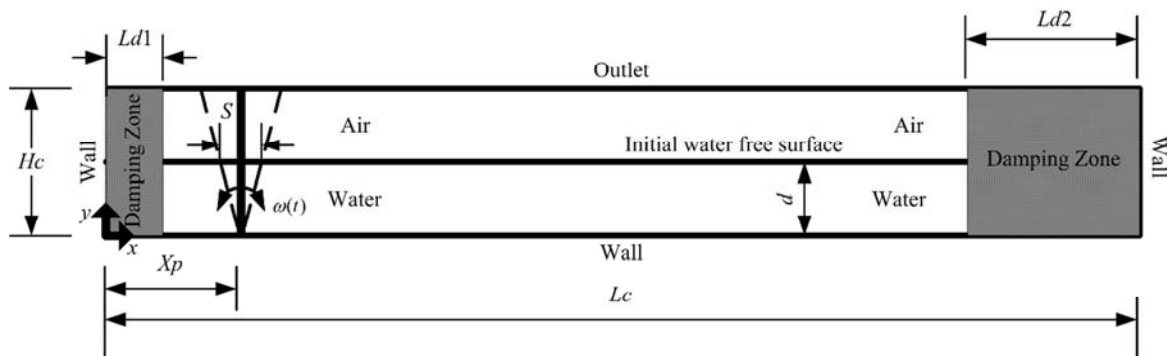 Ld1
Ld2
Outlet
Hc
Wall
Damping Zone
S
Air
Air
Initial water free surface
Damping Zone
Wall
Water
d
Water
ω(t)
y
x
Wall
Xp
Lc